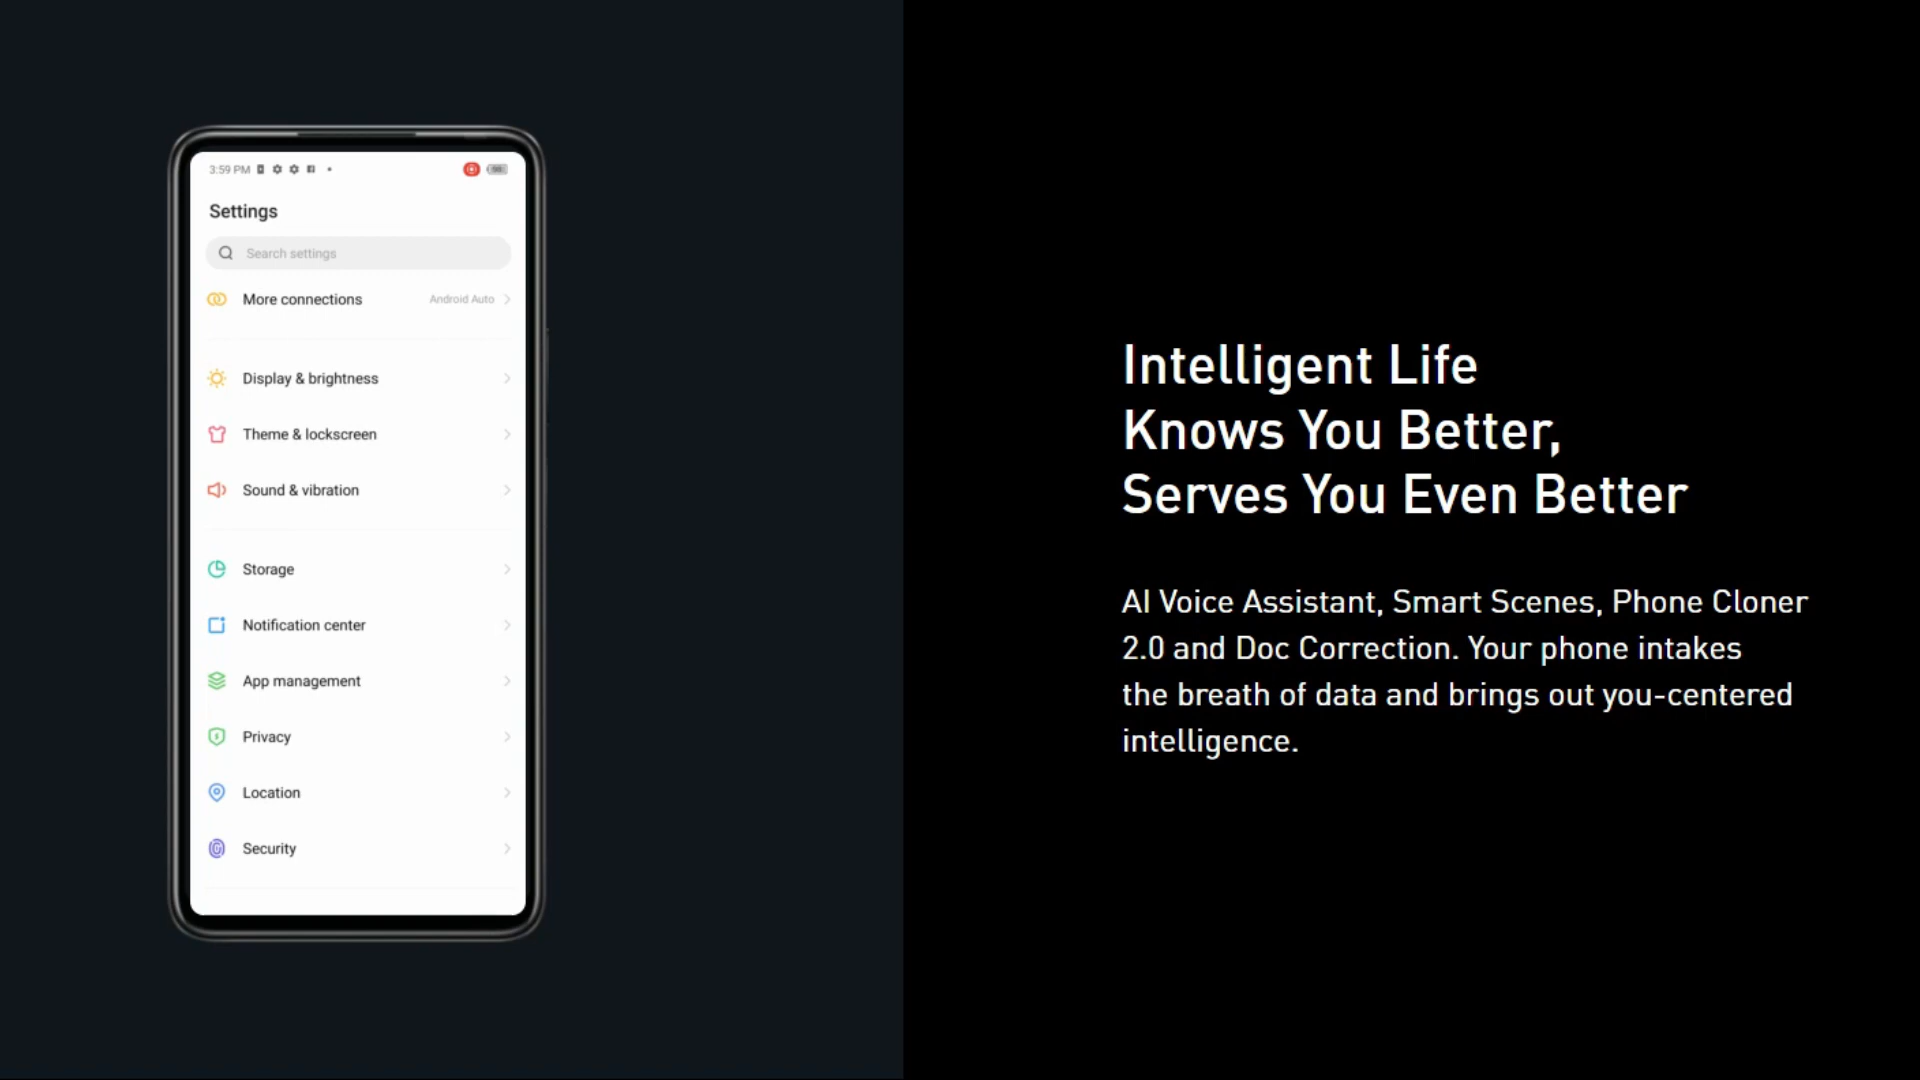 3:59 PM
Settings
Search settings
More connections Android Auto
Display & brightness
Theme & lockscreen
Sound & vibration
Storage
Notification center
App management
Privacy
Location
Security
Intelligent Life
Knows You Better,
Serves You Even Better
AI Voice Assistant, Smart Scenes, Phone Cloner
2.0 and Doc Correction. Your phone intakes
the breath of data and brings out you-centered
intelligence.